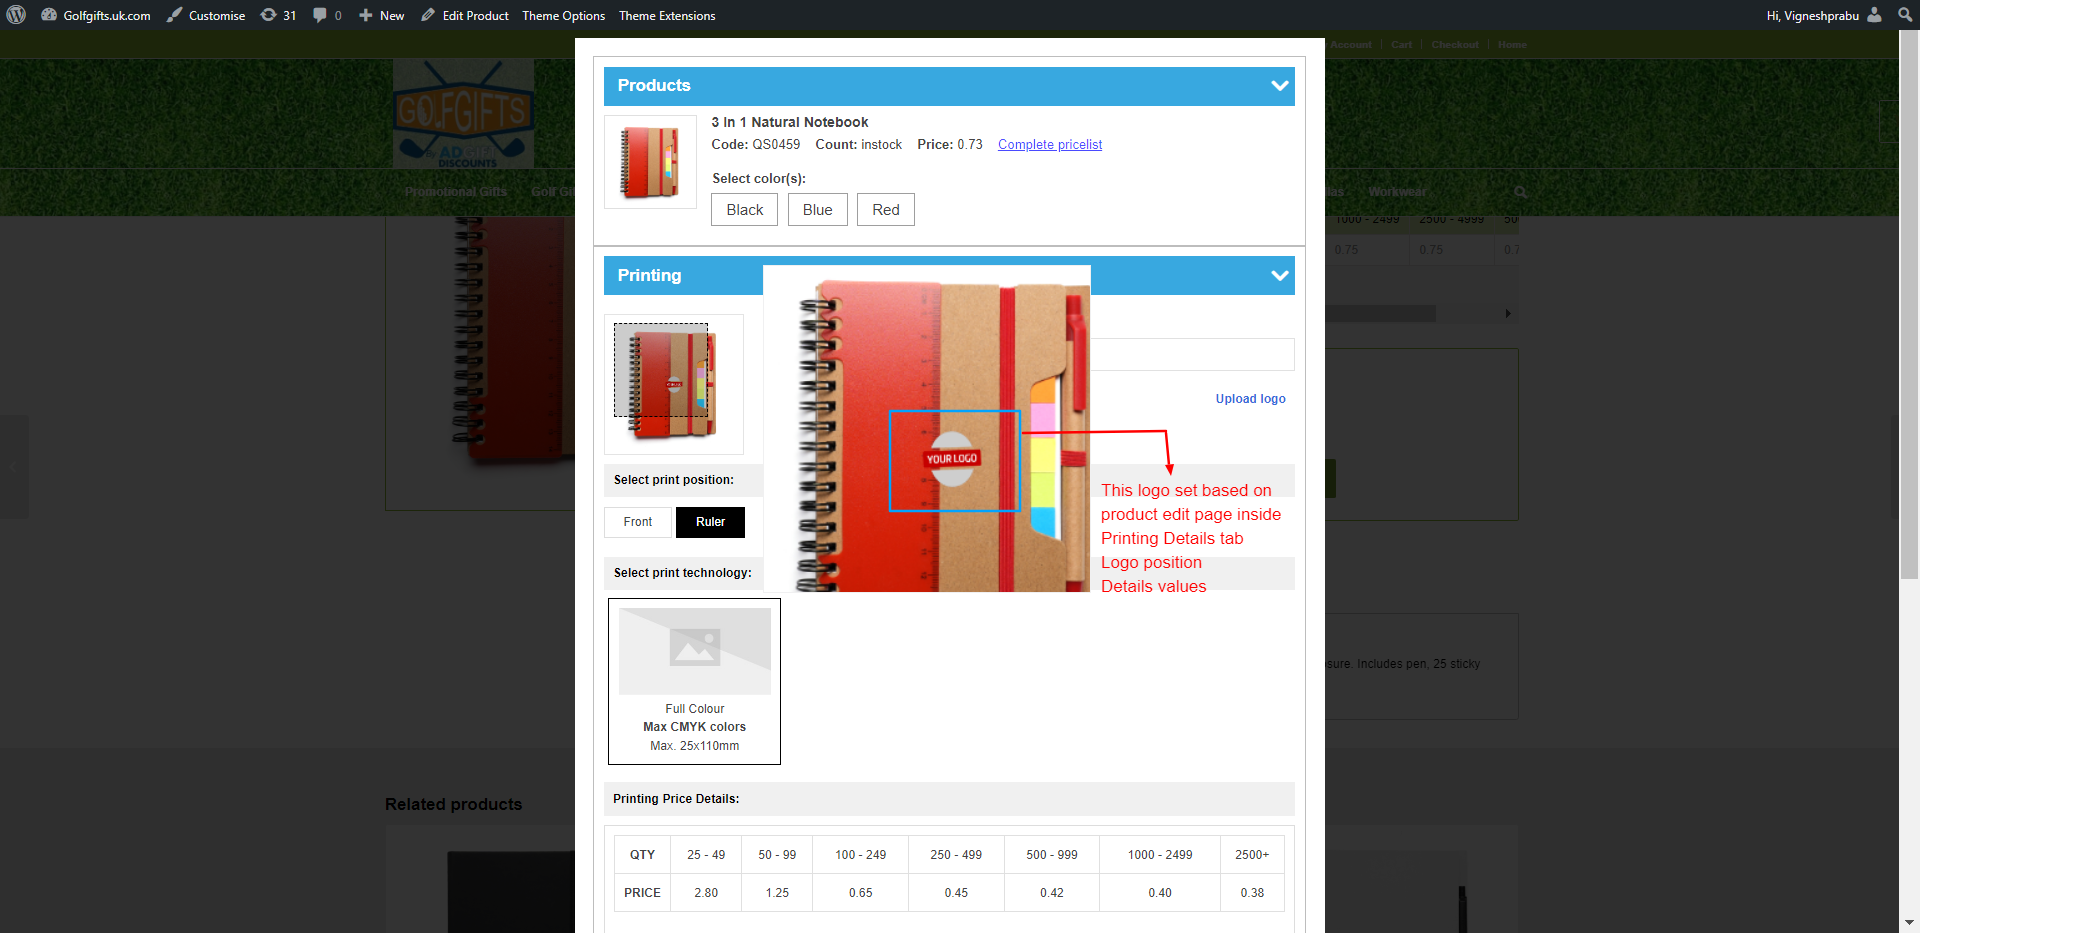 Golfgifts.uk.com Customise 31 0 New Edit Product Theme Options Theme Extensions Hi, Vigneshprabu
Account Cart Checkout Home
GOLFGIFTS
By AD GIFT
DISCOUNTS
Promotional Gifts Golf Gi las Workwear
Products
3 in 1 Natural Notebook
Code: QS0459 Count: instock Price: 0.73 Complete pricelist
Select color(s):
Black Blue Red
1000 - 2499 2500 - 4999 50
0.75 0.75 0.7
Printing
Upload logo
YOUR LOGO
Select print position:
Front Ruler
This logo set based on
product edit page inside
Printing Details tab
Logo position
Details values
Select print technology:
Full Colour
Max CMYK colors
Max. 25x110mm
sure. Includes pen, 25 sticky
Printing Price Details:
Related products
QTY 25 - 49 50 - 99 100 - 249 250 - 499 500 - 999 1000 - 2499 2500+
PRICE 2.80 1.25 0.65 0.45 0.42 0.40 0.38